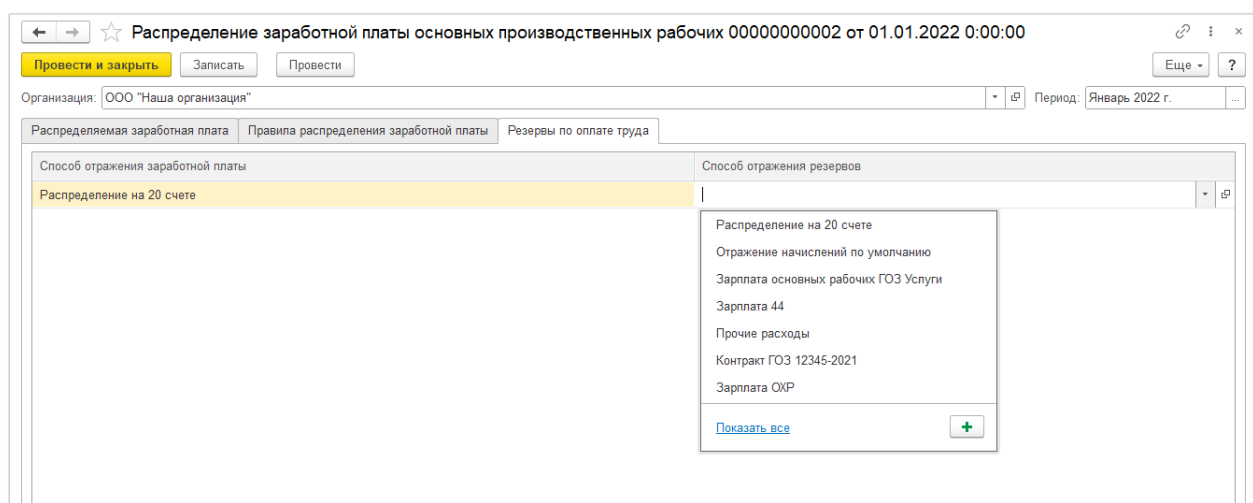 Распределение заработной платы основных производственных рабочих 00000000002 от 01.01.2022 0:00:00
Провести и закрыть Записать Провести Еще ?
Организация: ООО "Наша организация" Период: Январь 2022 г. ...
Распределяемая заработная плата Правила распределения заработной платы Резервы по оплате труда
Способ отражения заработной платы Способ отражения резервов
Распределение на 20 счете
Распределение на 20 счете
Отражение начислений по умолчанию
Зарплата основных рабочих ГОЗ Услуги
Зарплата 44
Прочие расходы
Контракт ГОЗ 12345-2021
Зарплата ОХР
Показать все